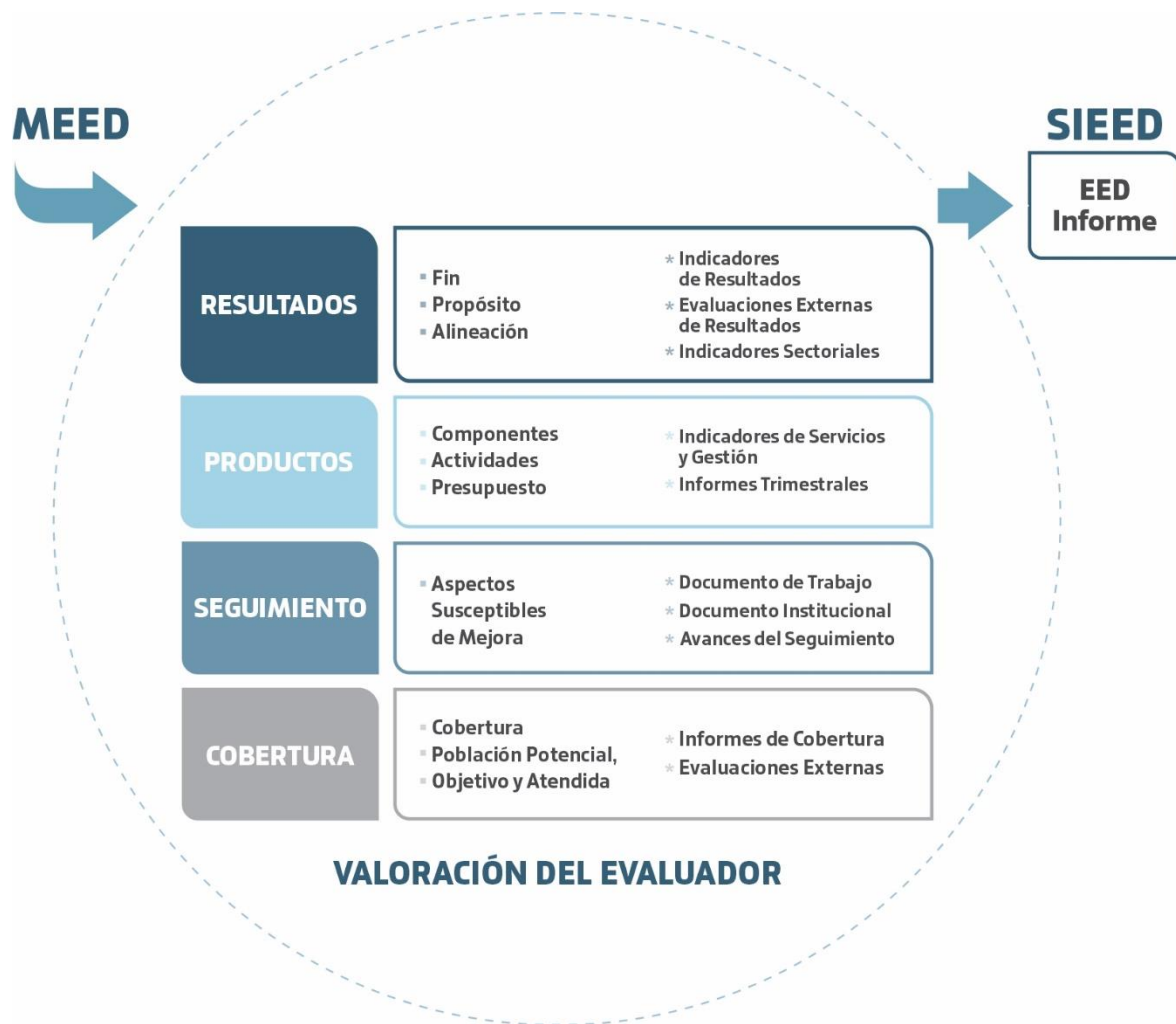 MEED
SIEED
EED
Informe
RESULTADOS
▪ Fin
▪ Propósito
▪ Alineación
* Indicadores
de Resultados
* Evaluaciones Externas
de Resultados
* Indicadores Sectoriales
PRODUCTOS
▪ Componentes
▪ Actividades
▪ Presupuesto
* Indicadores de Servicios
y Gestión
* Informes Trimestrales
SEGUIMIENTO
▪ Aspectos
Susceptibles
de Mejora
* Documento de Trabajo
* Documento Institucional
* Avances del Seguimiento
COBERTURA
▪ Cobertura
▪ Población Potencial,
▪ Objetivo y Atendida
* Informes de Cobertura
* Evaluaciones Externas
VALORACIÓN DEL EVALUADOR